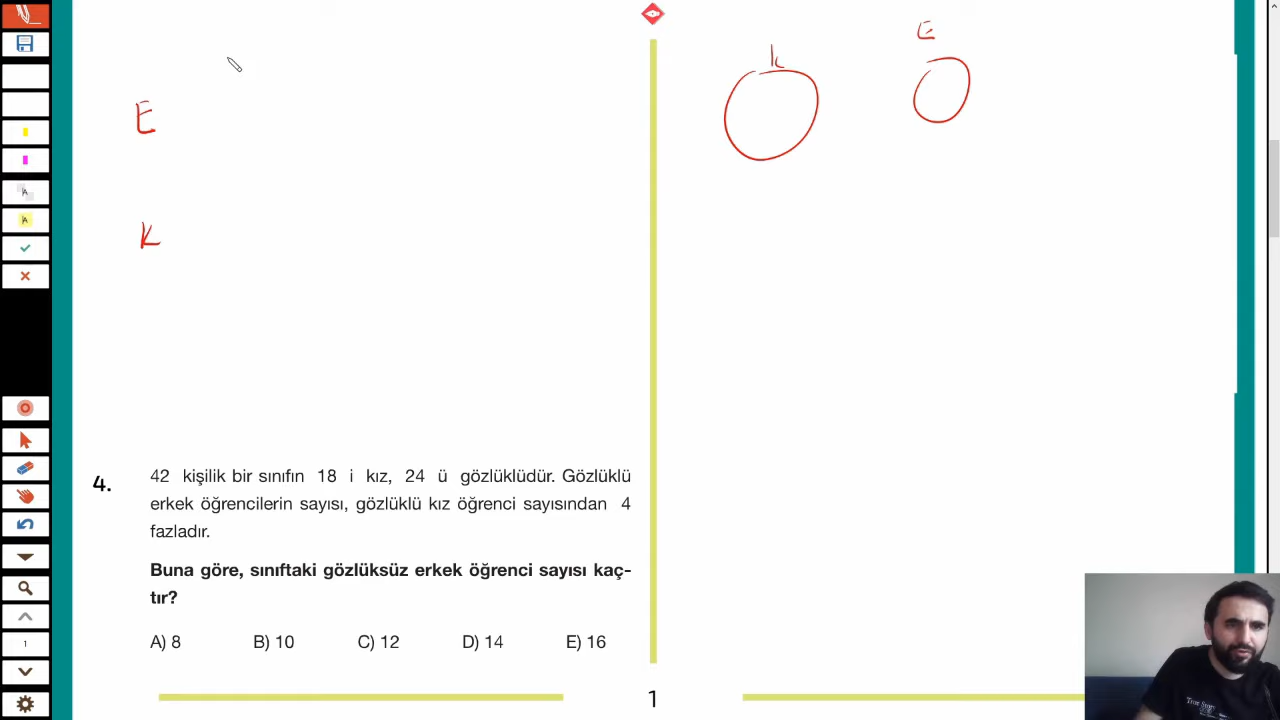 E
K
K
E
4.
42 kişilik bir sınıfın 18 i kız, 24 ü gözlüklüdür. Gözlüklü
erkek öğrencilerin sayısı, gözlüklü kız öğrenci sayısından 4
fazladır.
Buna göre, sınıftaki gözlüksüz erkek öğrenci sayısı kaç-
tır?
A) 8 B) 10 C) 12 D) 14 E) 16
1
1